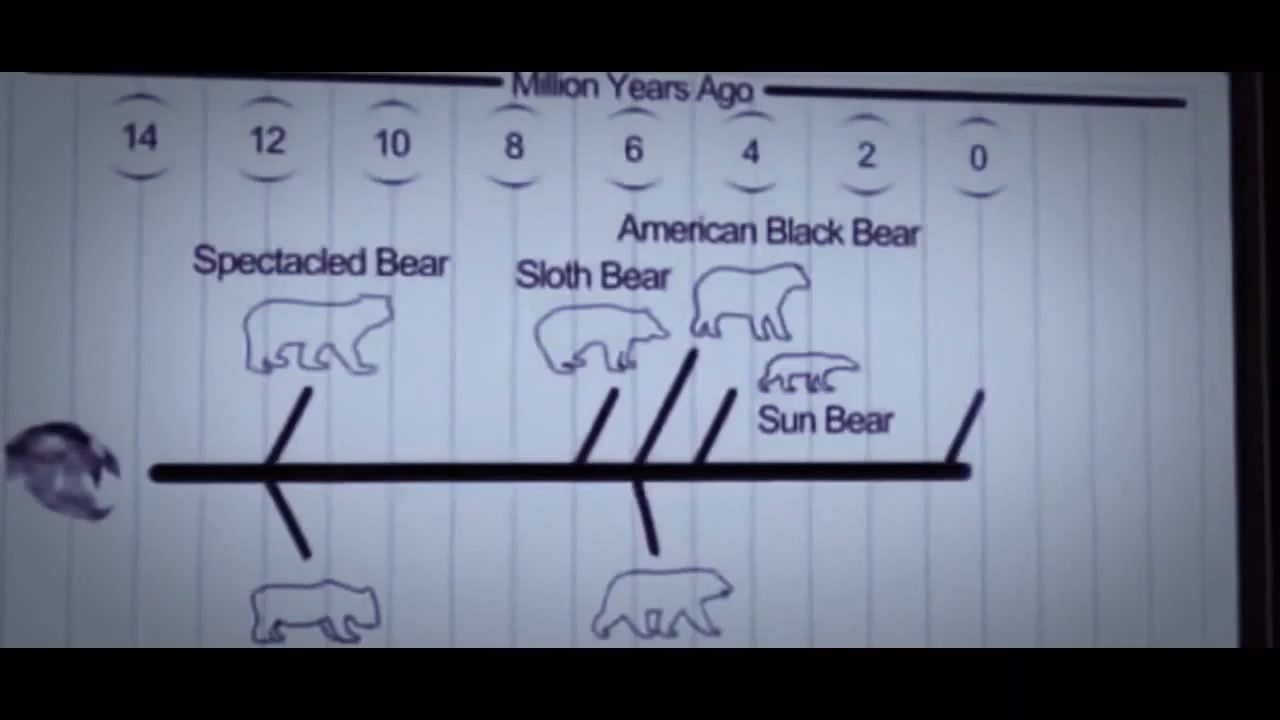 Million Years Ago
14 12 10 8 6 4 2 0
American Black Bear
Spectacled Bear
Sloth Bear
Sun Bear